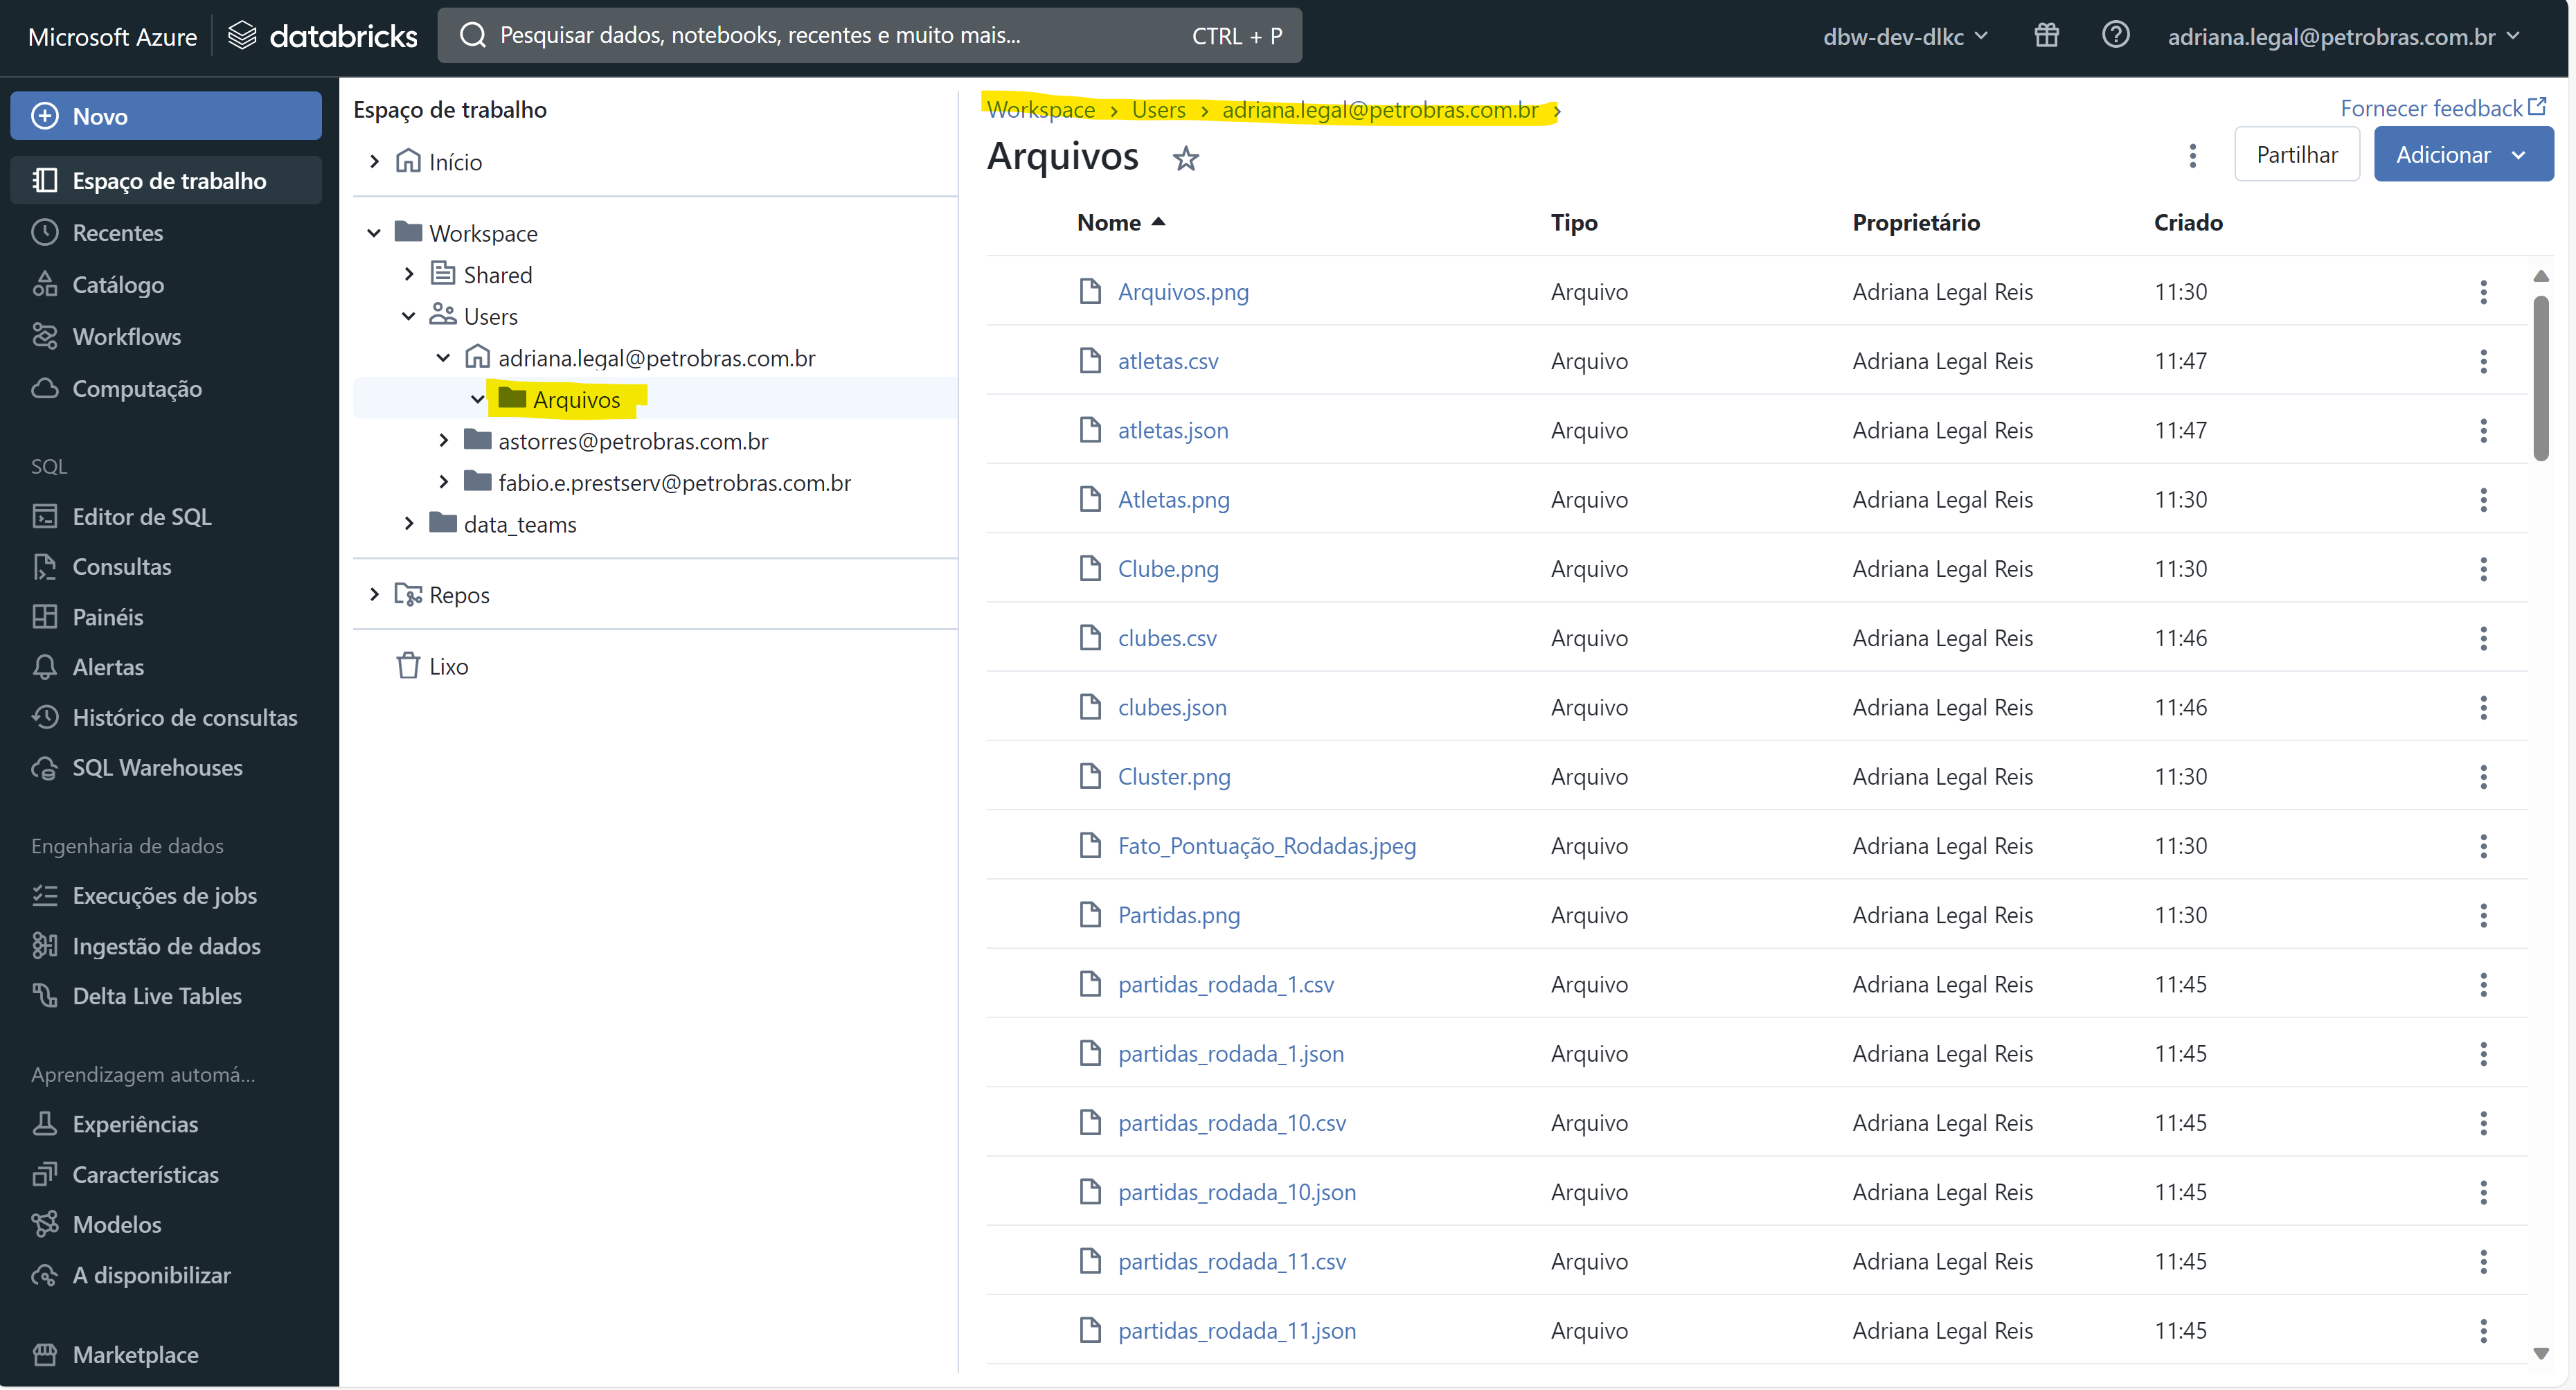 Microsoft Azure
databricks
Pesquisar dados, notebooks, recentes e muito mais...
CTRL + P
dbw-dev-dlkc
adriana.legal@petrobras.com.br
Novo
Espaço de trabalho
Recentes
Catálogo
Workflows
Computação
SQL
Editor de SQL
Consultas
Painéis
Alertas
Histórico de consultas
SQL Warehouses
Engenharia de dados
Execuções de jobs
Ingestão de dados
Delta Live Tables
Aprendizagem automá...
Experiências
Características
Modelos
A disponibilizar
Marketplace
Espaço de trabalho
Início
Workspace
Shared
Users
adriana.legal@petrobras.com.br
Arquivos
astorres@petrobras.com.br
fabio.e.prestserv@petrobras.com.br
data_teams
Repos
Lixo
Workspace > Users > adriana.legal@petrobras.com.br >
Fornecer feedback
Arquivos
Partilhar
Adicionar
Nome Tipo Proprietário Criado
Arquivos.png Arquivo Adriana Legal Reis 11:30
atletas.csv Arquivo Adriana Legal Reis 11:47
atletas.json Arquivo Adriana Legal Reis 11:47
Atletas.png Arquivo Adriana Legal Reis 11:30
Clube.png Arquivo Adriana Legal Reis 11:30
clubes.csv Arquivo Adriana Legal Reis 11:46
clubes.json Arquivo Adriana Legal Reis 11:46
Cluster.png Arquivo Adriana Legal Reis 11:30
Fato_Pontuação_Rodadas.jpeg Arquivo Adriana Legal Reis 11:30
Partidas.png Arquivo Adriana Legal Reis 11:30
partidas_rodada_1.csv Arquivo Adriana Legal Reis 11:45
partidas_rodada_1.json Arquivo Adriana Legal Reis 11:45
partidas_rodada_10.csv Arquivo Adriana Legal Reis 11:45
partidas_rodada_10.json Arquivo Adriana Legal Reis 11:45
partidas_rodada_11.csv Arquivo Adriana Legal Reis 11:45
partidas_rodada_11.json Arquivo Adriana Legal Reis 11:45